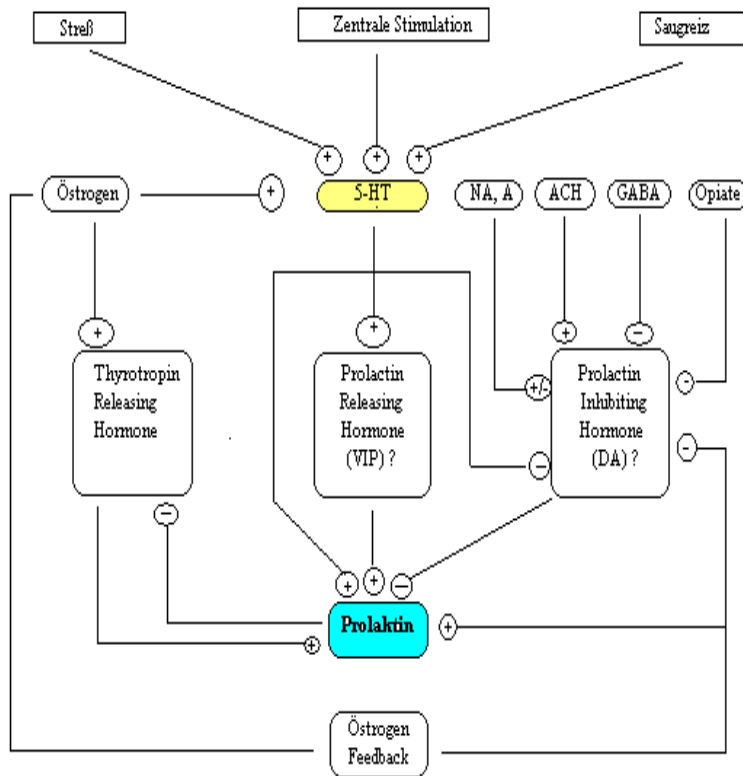 Streß
Zentrale Stimulation
Saugreiz
+
+
+
Östrogen
+
5-HT
NA, A
ACH
GABA
Opiate
+
+
+
−
Thyrotropin
Releasing
Hormone
Prolactin
Releasing
Hormone
(VIP) ?
Prolactin
Inhibiting
Hormone
(DA) ?
+/-
-
−
-
−
+
+
−
Prolaktin
+
+
Östrogen
Feedback